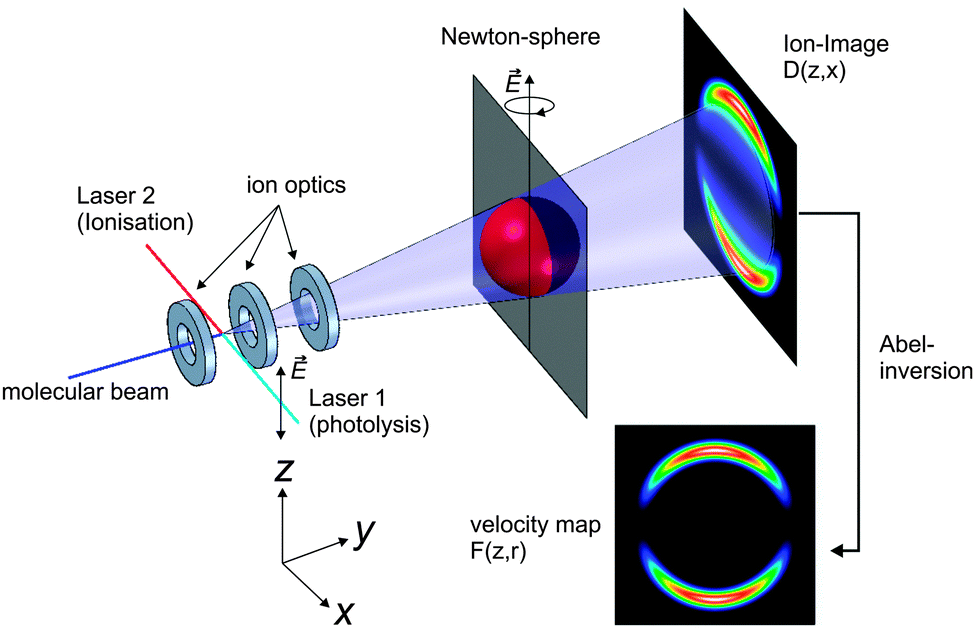 Newton-sphere
Ion-Image
D(z,x)
E⃗
ion optics
Laser 2
(Ionisation)
molecular beam
E⃗
Laser 1
(photolysis)
Abel-
inversion
z
y
x
velocity map
F(z,r)